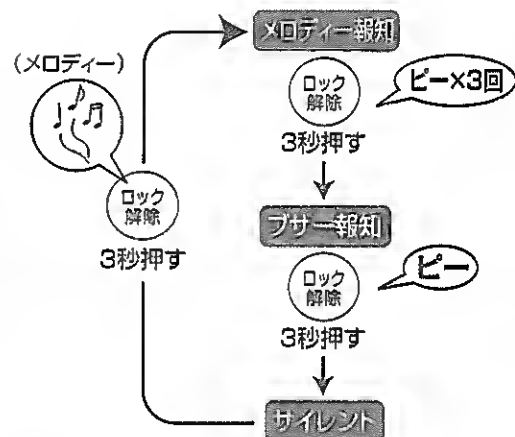 メロディー報知
(メロディー)
ロック
解除
ピー×3回
3秒押す
ロック
解除
3秒押す
ブザー報知
ロック
解除
ピー
3秒押す
サイレント